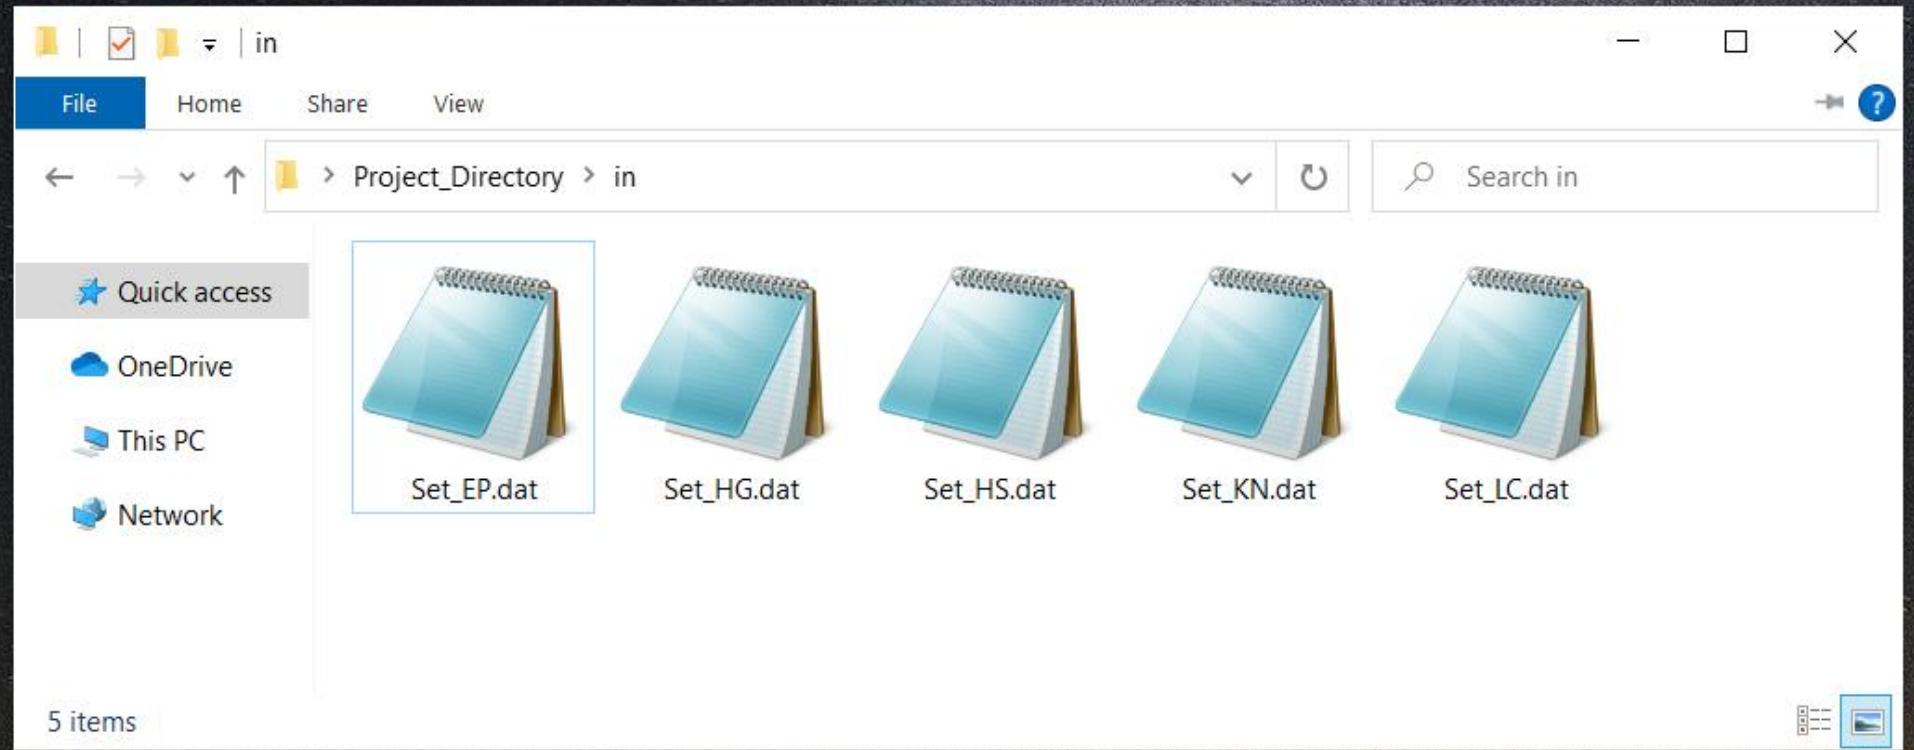 in
File Home Share View
?
> Project_Directory > in
Search in
Quick access
OneDrive
This PC
Network
Set_EP.dat Set_HG.dat Set_HS.dat Set_KN.dat Set_LC.dat
5 items